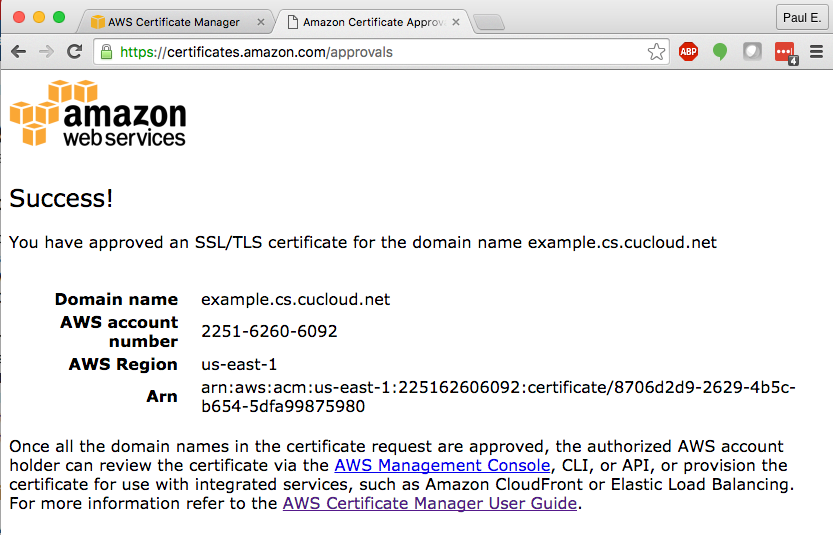 AWS Certificate Manager
Amazon Certificate Approv
Paul E.
https://certificates.amazon.com/approvals
ABP
4
amazon
web services
Success!
You have approved an SSL/TLS certificate for the domain name example.cs.cucloud.net
Domain name example.cs.cucloud.net
AWS account
number 2251-6260-6092
AWS Region us-east-1
Arn arn:aws:acm:us-east-1:225162606092:certificate/8706d2d9-2629-4b5c-
b654-5dfa99875980
Once all the domain names in the certificate request are approved, the authorized AWS account
holder can review the certificate via the AWS Management Console, CLI, or API, or provision the
certificate for use with integrated services, such as Amazon CloudFront or Elastic Load Balancing.
For more information refer to the AWS Certificate Manager User Guide.